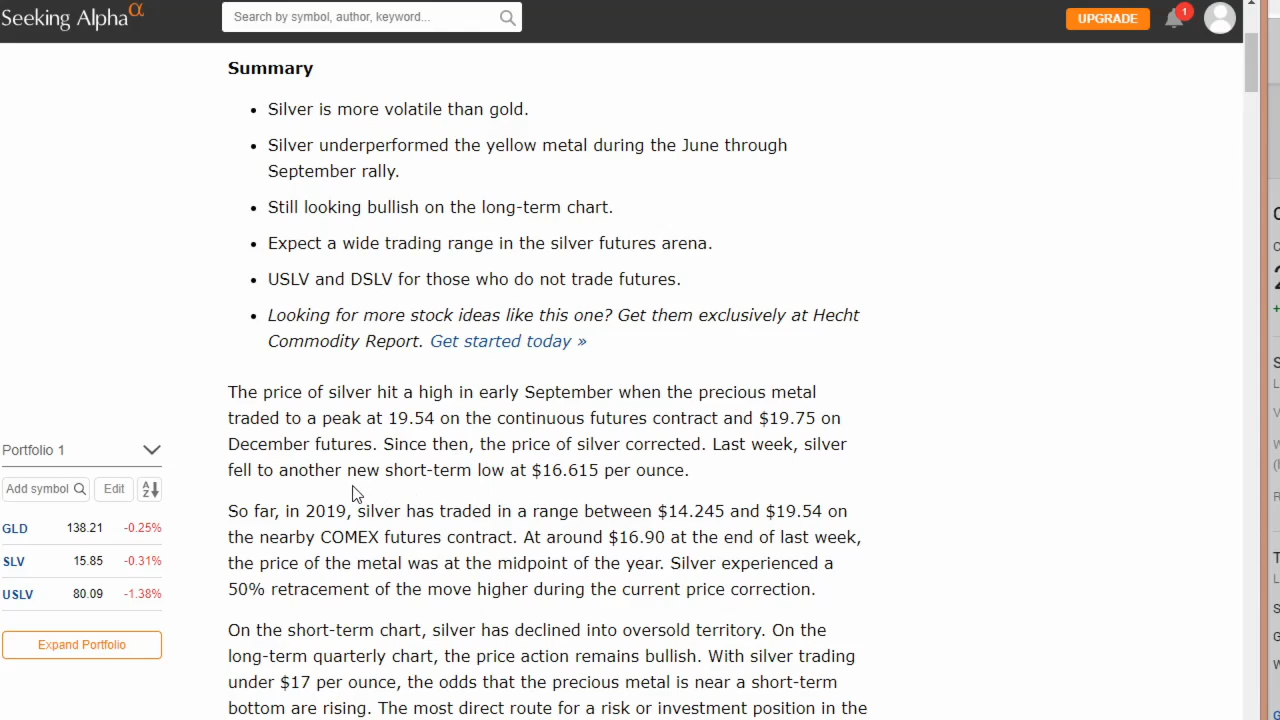 Seeking Alpha α
Search by symbol, author, keyword...
UPGRADE
1
Summary
• Silver is more volatile than gold.
• Silver underperformed the yellow metal during the June through
September rally.
• Still looking bullish on the long-term chart.
• Expect a wide trading range in the silver futures arena.
• USLV and DSLV for those who do not trade futures.
• Looking for more stock ideas like this one? Get them exclusively at Hecht
Commodity Report. Get started today »
The price of silver hit a high in early September when the precious metal
traded to a peak at 19.54 on the continuous futures contract and $19.75 on
December futures. Since then, the price of silver corrected. Last week, silver
fell to another new short-term low at $16.615 per ounce.
So far, in 2019, silver has traded in a range between $14.245 and $19.54 on
the nearby COMEX futures contract. At around $16.90 at the end of last week,
the price of the metal was at the midpoint of the year. Silver experienced a
50% retracement of the move higher during the current price correction.
On the short-term chart, silver has declined into oversold territory. On the
long-term quarterly chart, the price action remains bullish. With silver trading
under $17 per ounce, the odds that the precious metal is near a short-term
bottom are rising. The most direct route for a risk or investment position in the
Portfolio 1
Add symbol
Edit
A
Z
GLD 138.21 -0.25%
SLV 15.85 -0.31%
USLV 80.09 -1.38%
Expand Portfolio